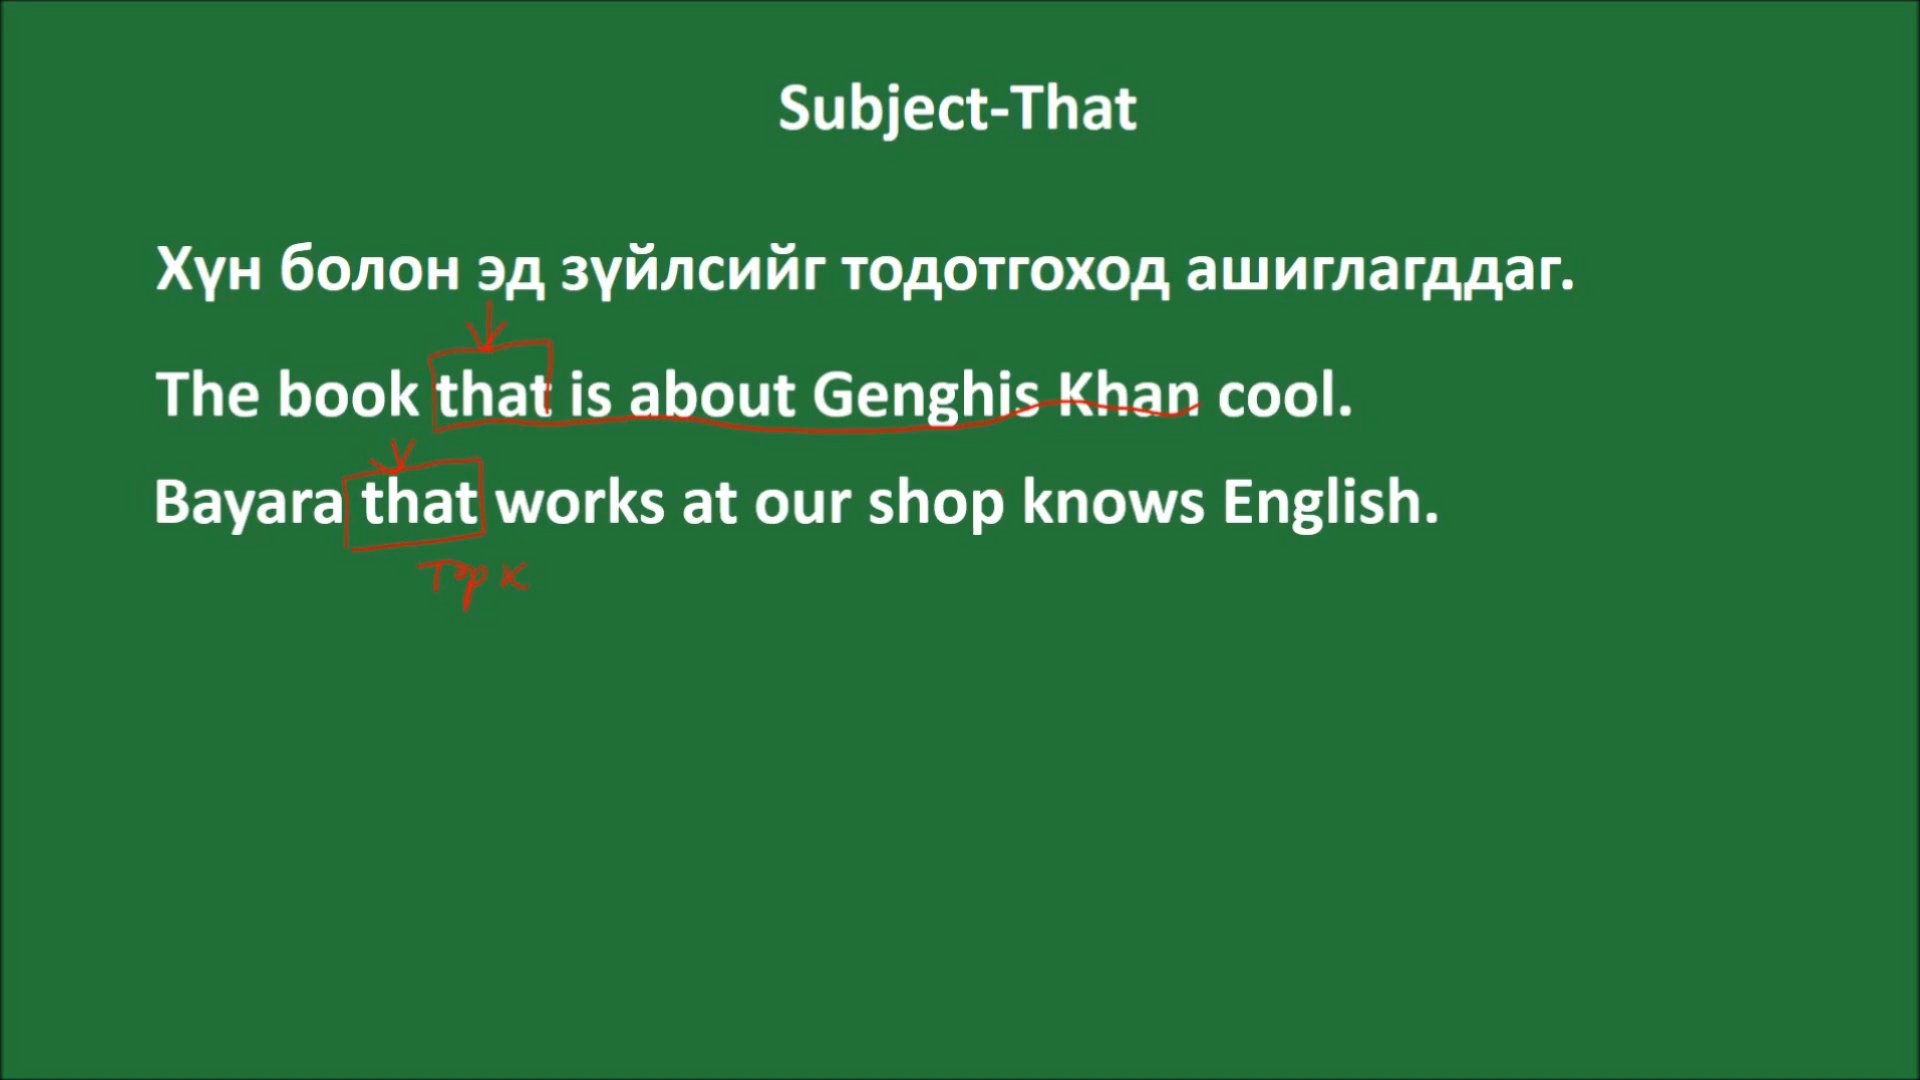 Subject-That
Хүн болон эд зүйлсийг тодотгоход ашиглагддаг.
The book that is about Genghis Khan cool.
Bayara that works at our shop knows English.